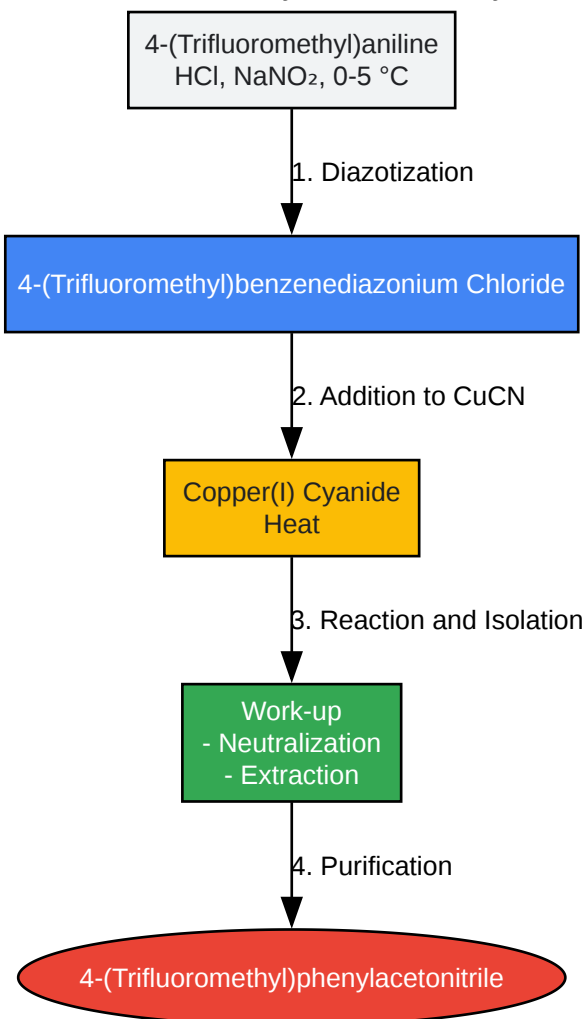 4-(Trifluoromethyl)aniline
HCl, NaNO₂, 0-5 °C
1. Diazotization
4-(Trifluoromethyl)benzenediazonium Chloride
2. Addition to CuCN
Copper(I) Cyanide
Heat
3. Reaction and Isolation
Work-up
- Neutralization
- Extraction
4. Purification
4-(Trifluoromethyl)phenylacetonitrile